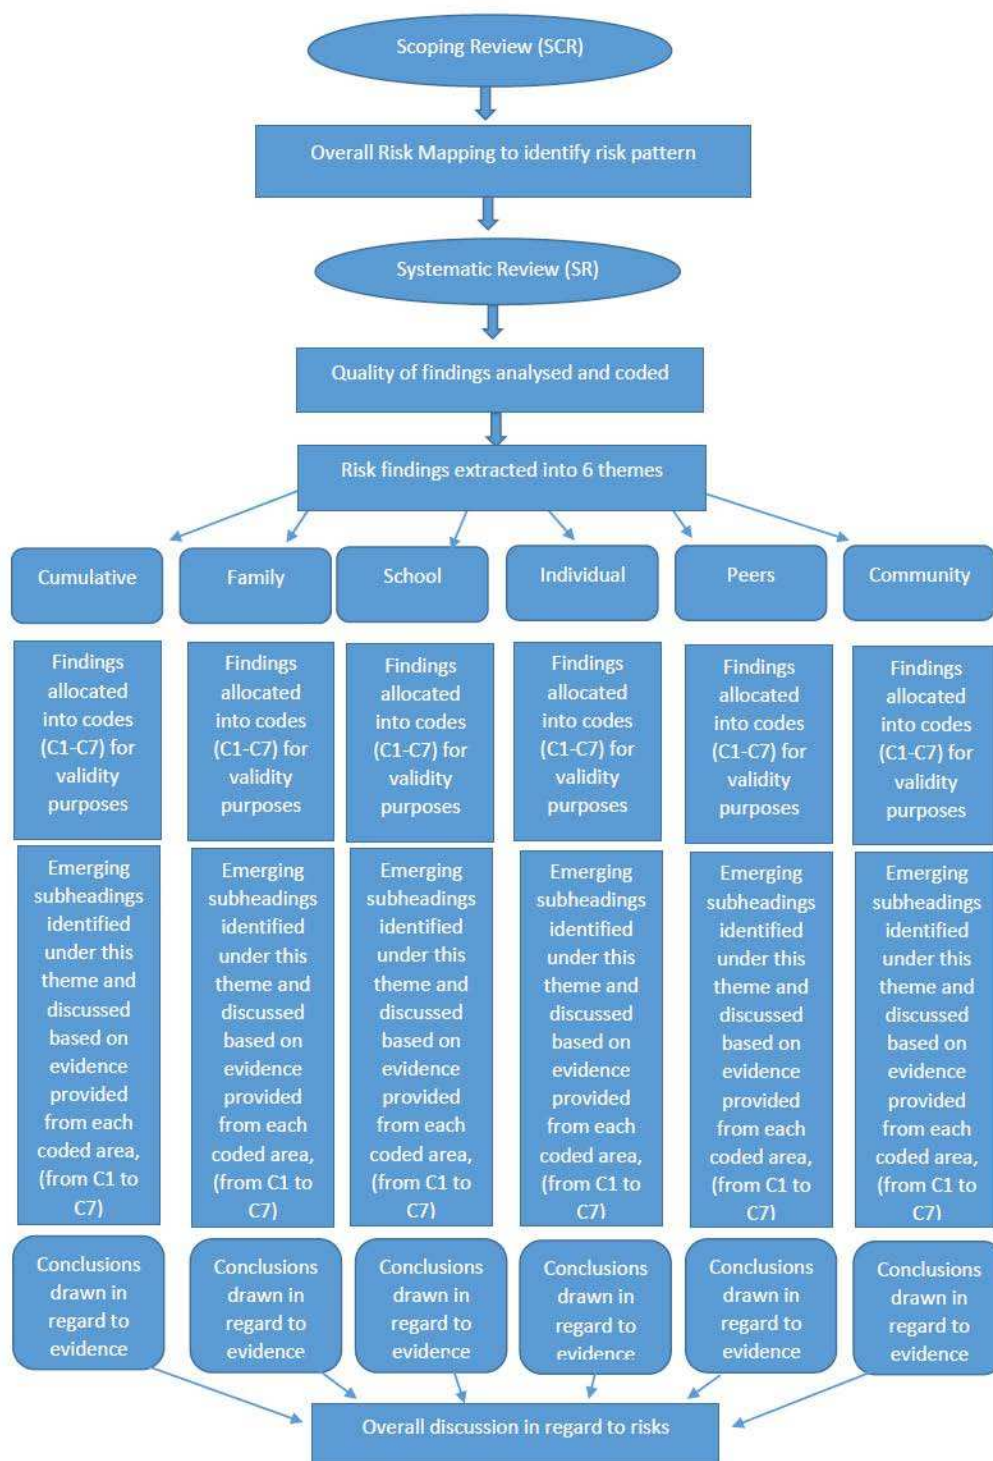 Scoping Review (SCR)
Overall Risk Mapping to identify risk pattern
Systematic Review (SR)
Quality of findings analysed and coded
Risk findings extracted into 6 themes
Cumulative
Family
School
Individual
Peers
Community
Findings
allocated
into codes
(C1-C7) for
validity
purposes
Findings
allocated
into codes
(C1-C7) for
validity
purposes
Findings
allocated
into codes
(C1-C7) for
validity
purposes
Findings
allocated
into codes
(C1-C7) for
validity
purposes
Findings
allocated
into codes
(C1-C7) for
validity
purposes
Findings
allocated
into codes
(C1-C7) for
validity
purposes
Emerging
subheadings
identified
under this
theme and
discussed
based on
evidence
provided
from each
coded area,
(from C1 to
C7)
Emerging
subheadings
identified
under this
theme and
discussed
based on
evidence
provided
from each
coded area,
(from C1 to
C7)
Emerging
subheadings
identified
under this
theme and
discussed
based on
evidence
provided
from each
coded area,
(from C1 to
C7)
Emerging
subheadings
identified
under this
theme and
discussed
based on
evidence
provided
from each
coded area,
(from C1 to
C7)
Emerging
subheadings
identified
under this
theme and
discussed
based on
evidence
provided
from each
coded area,
(from C1 to
C7)
Emerging
subheadings
identified
under this
theme and
discussed
based on
evidence
provided
from each
coded area,
(from C1 to
C7)
Conclusions
drawn in
regard to
evidence
Conclusions
drawn in
regard to
evidence
Conclusions
drawn in
regard to
evidence
Conclusions
drawn in
regard to
evidence
Conclusions
drawn in
regard to
evidence
Conclusions
drawn in
regard to
evidence
Overall discussion in regard to risks